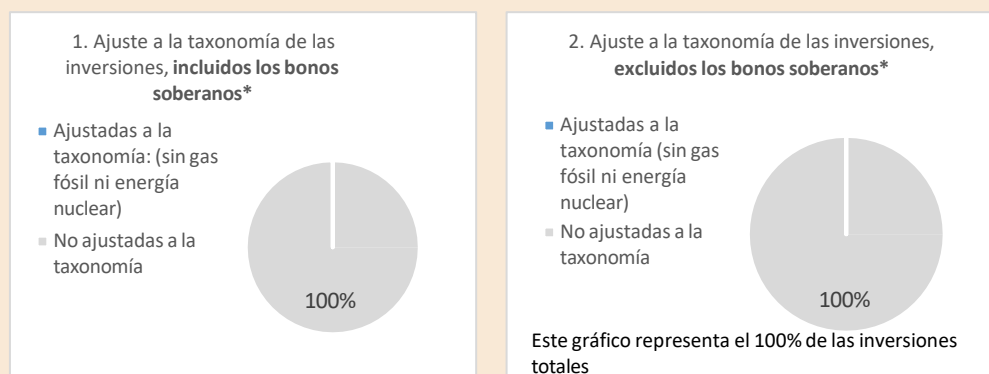 1. Ajuste a la taxonomía de las
inversiones, incluidos los bonos
soberanos*
Ajustadas a la
taxonomía: (sin gas
fósil ni energía
nuclear)
No ajustadas a la
taxonomía
100%
2. Ajuste a la taxonomía de las inversiones,
excluidos los bonos soberanos*
Ajustadas a la
taxonomía (sin gas
fósil ni energía
nuclear)
No ajustadas a la
taxonomía
100%
Este gráfico representa el 100% de las inversiones
totales